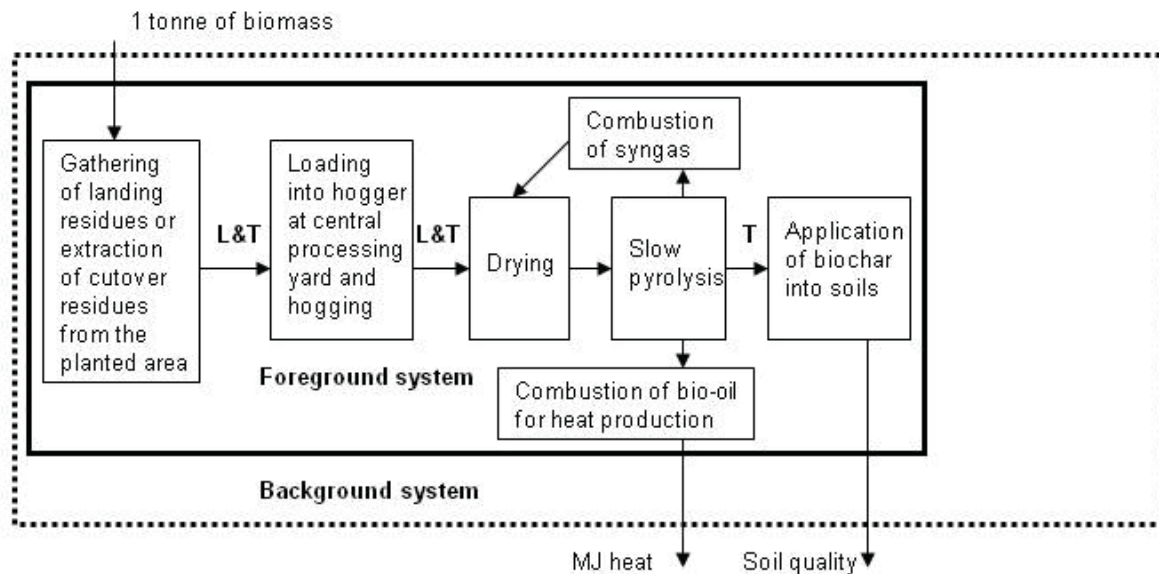 1 tonne of biomass
Gathering
of landing
residues or
extraction
of cutover
residues
from the
planted area
L&T
Loading
into hogger
at central
processing
yard and
hogging
L&T
Drying
Combustion
of syngas
Slow
pyrolysis
T
Application
of biochar
into soils
Foreground system
Combustion of bio-oil
for heat production
Background system
MJ heat
Soil quality